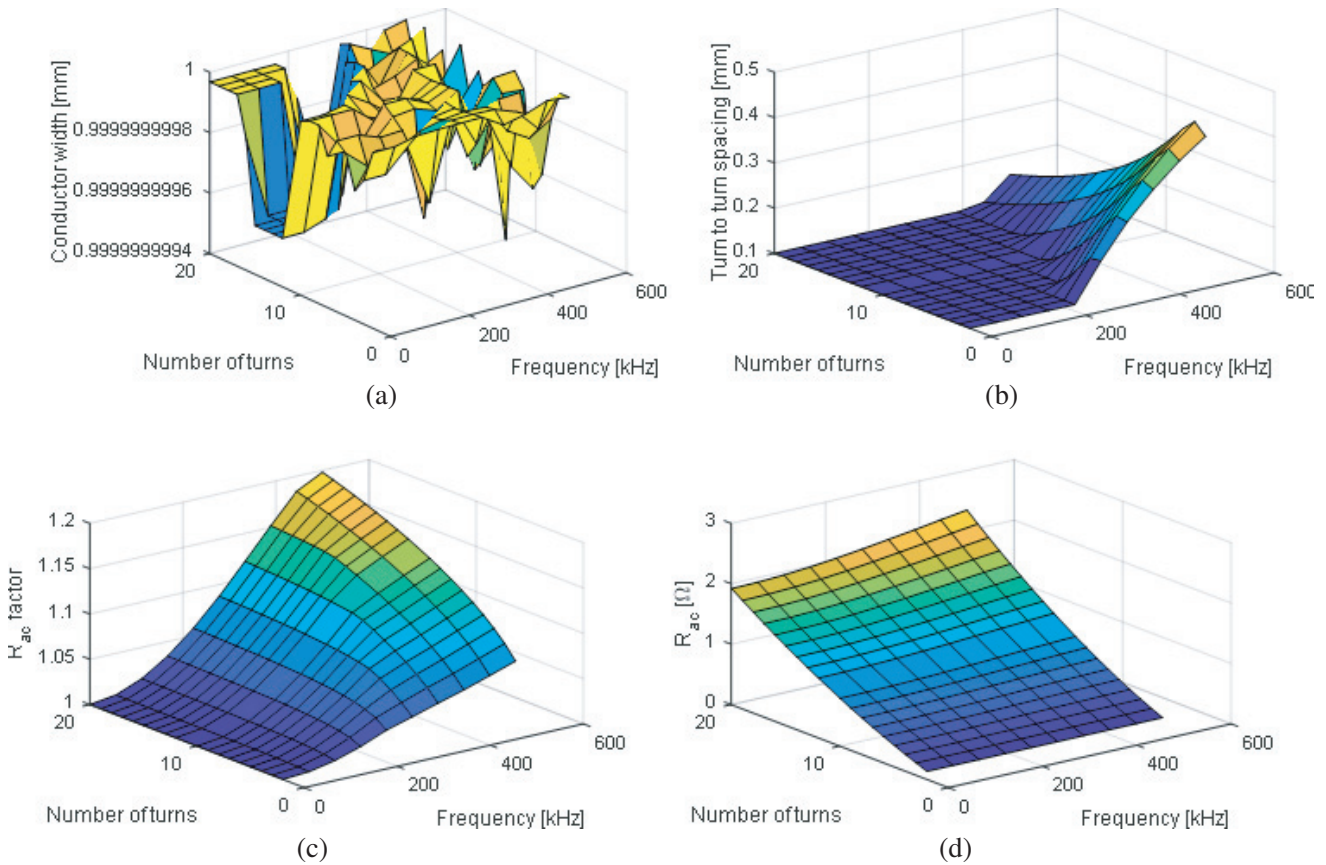 Conductor width [mm]
1
0.9999999998
0.9999999996
0.9999999994
20
10
0
Number of turns
0
200
400
600
Frequency [kHz]
(a)
Turn to turn spacing [mm]
0.5
0.4
0.3
0.2
0.1
20
10
0
Number of turns
0
200
400
600
Frequency [kHz]
(b)
R_ac factor
1.2
1.15
1.1
1.05
1
20
10
0
Number of turns
0
200
400
600
Frequency [kHz]
(c)
R_ac [Ω]
3
2
1
0
20
10
0
Number of turns
0
200
400
600
Frequency [kHz]
(d)